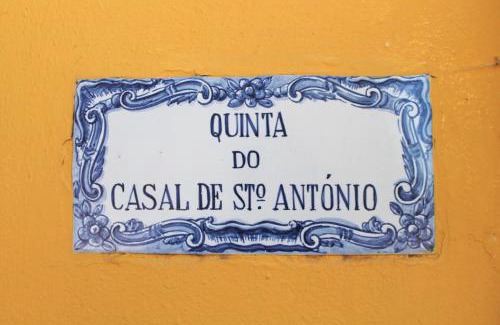 QUINTA
DO
CASAL DE STº ANTÓNIO